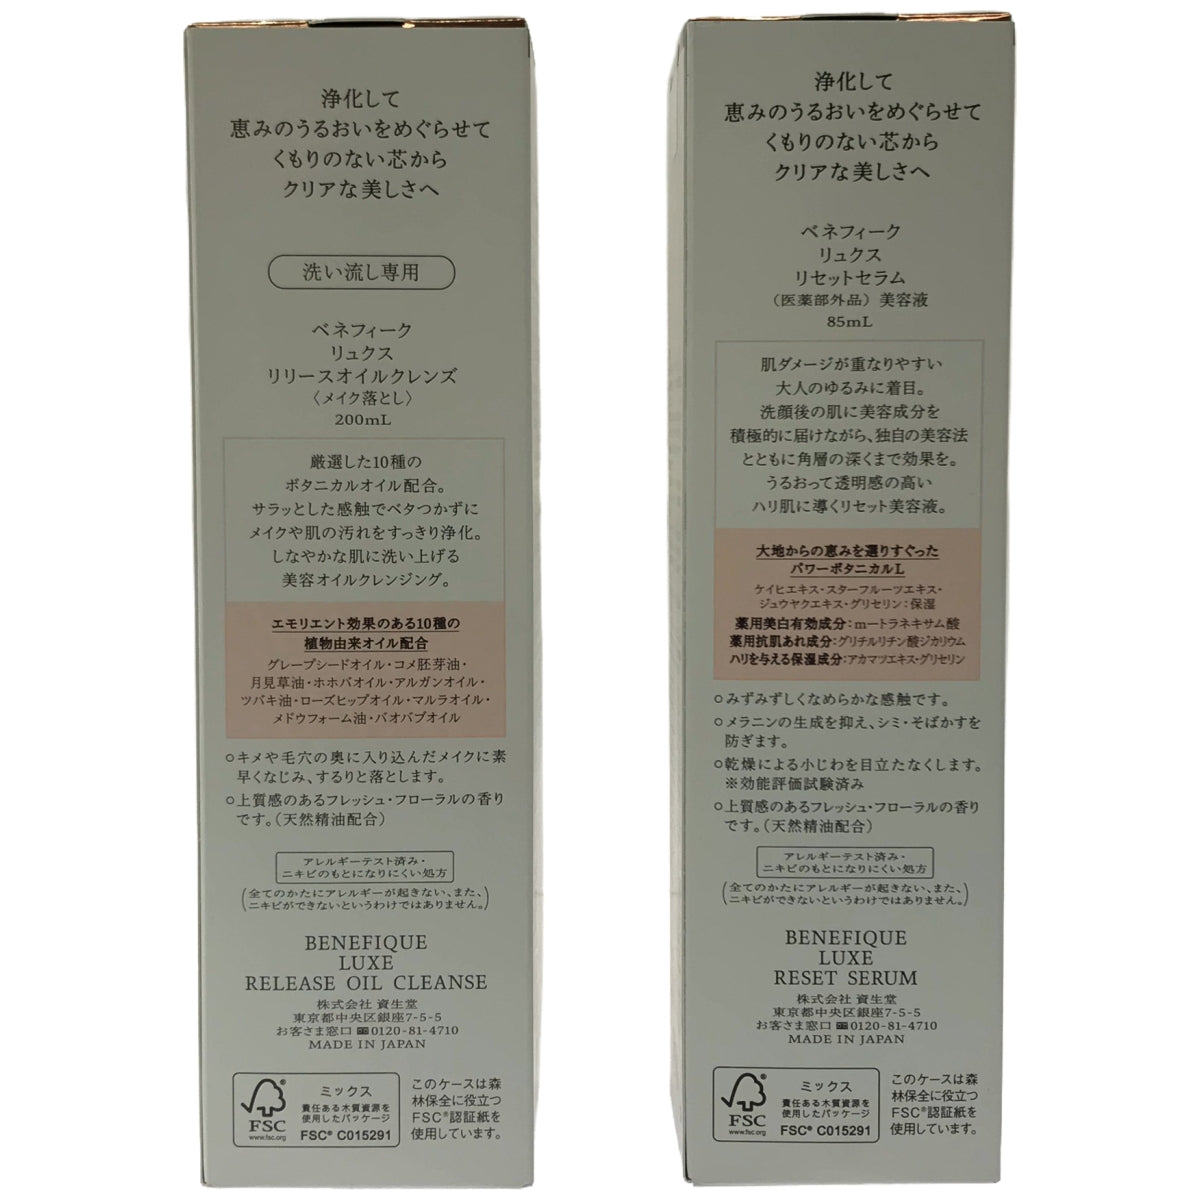 浄化して
恵みのうるおいをめぐらせて
くもりのない芯から
クリアな美しさへ
洗い流し専用
ベネフィーク
リュクス
リリースオイルクレンズ
〈メイク落とし〉
200mL
厳選した10種の
ボタニカルオイル配合。
サラッとした感触でベタつかずに
メイクや肌の汚れをすっきり浄化。
しなやかな肌に洗い上げる
美容オイルクレンジング。
エモリエント効果のある10種の
植物由来オイル配合
グレープシードオイル・コメ胚芽油・
月見草油・ホホバオイル・アルガンオイル・
ツバキ油・ローズヒップオイル・マルラオイル・
メドウフォーム油・バオバブオイル
○キメや毛穴の奥に入り込んだメイクに素
早くなじみ、するりと落とします。
○上質感のあるフレッシュ・フローラルの香り
です。（天然精油配合）
アレルギーテスト済み・
ニキビのもとになりにくい処方
(全てのかたにアレルギーが起きない、また、
ニキビができないというわけではありません。)
BENEFIQUE
LUXE
RELEASE OIL CLEANSE
株式会社 資生堂
東京都中央区銀座7-5-5
お客さま窓口 0120-81-4710
MADE IN JAPAN
FSC®
www.fsc.org
ミックス
責任ある木質資源を
使用したパッケージ
FSC® C015291
このケースは森
林保全に役立つ
FSC®認証紙を
使用しています。
浄化して
恵みのうるおいをめぐらせて
くもりのない芯から
クリアな美しさへ
ベネフィーク
リュクス
リセットセラム
（医薬部外品）美容液
85mL
肌ダメージが重なりやすい
大人のゆるみに着目。
洗顔後の肌に美容成分を
積極的に届けながら、独自の美容法
とともに角層の深くまで効果を。
うるおって透明感の高い
ハリ肌に導くリセット美容液。
大地からの恵みを選りすぐった
パワーボタニカルL
ケイヒエキス・スターフルーツエキス・
ジュウヤクエキス・グリセリン：保湿
薬用美白有効成分：m－トラネキサム酸
薬用抗肌あれ成分：グリチルリチン酸ジカリウム
ハリを与える保湿成分：アカマツエキス・グリセリン
○みずみずしくなめらかな感触です。
○メラニンの生成を抑え、シミ・そばかすを
防ぎます。
○乾燥による小じわを目立たなくします。
※効能評価試験済み
○上質感のあるフレッシュ・フローラルの香り
です。（天然精油配合）
アレルギーテスト済み・
ニキビのもとになりにくい処方
(全てのかたにアレルギーが起きない、また、
ニキビができないというわけではありません。)
BENEFIQUE
LUXE
RESET SERUM
株式会社 資生堂
東京都中央区銀座7-5-5
お客さま窓口 0120-81-4710
MADE IN JAPAN
FSC®
www.fsc.org
ミックス
責任ある木質資源を
使用したパッケージ
FSC® C015291
このケースは森
林保全に役立つ
FSC®認証紙を
使用しています。